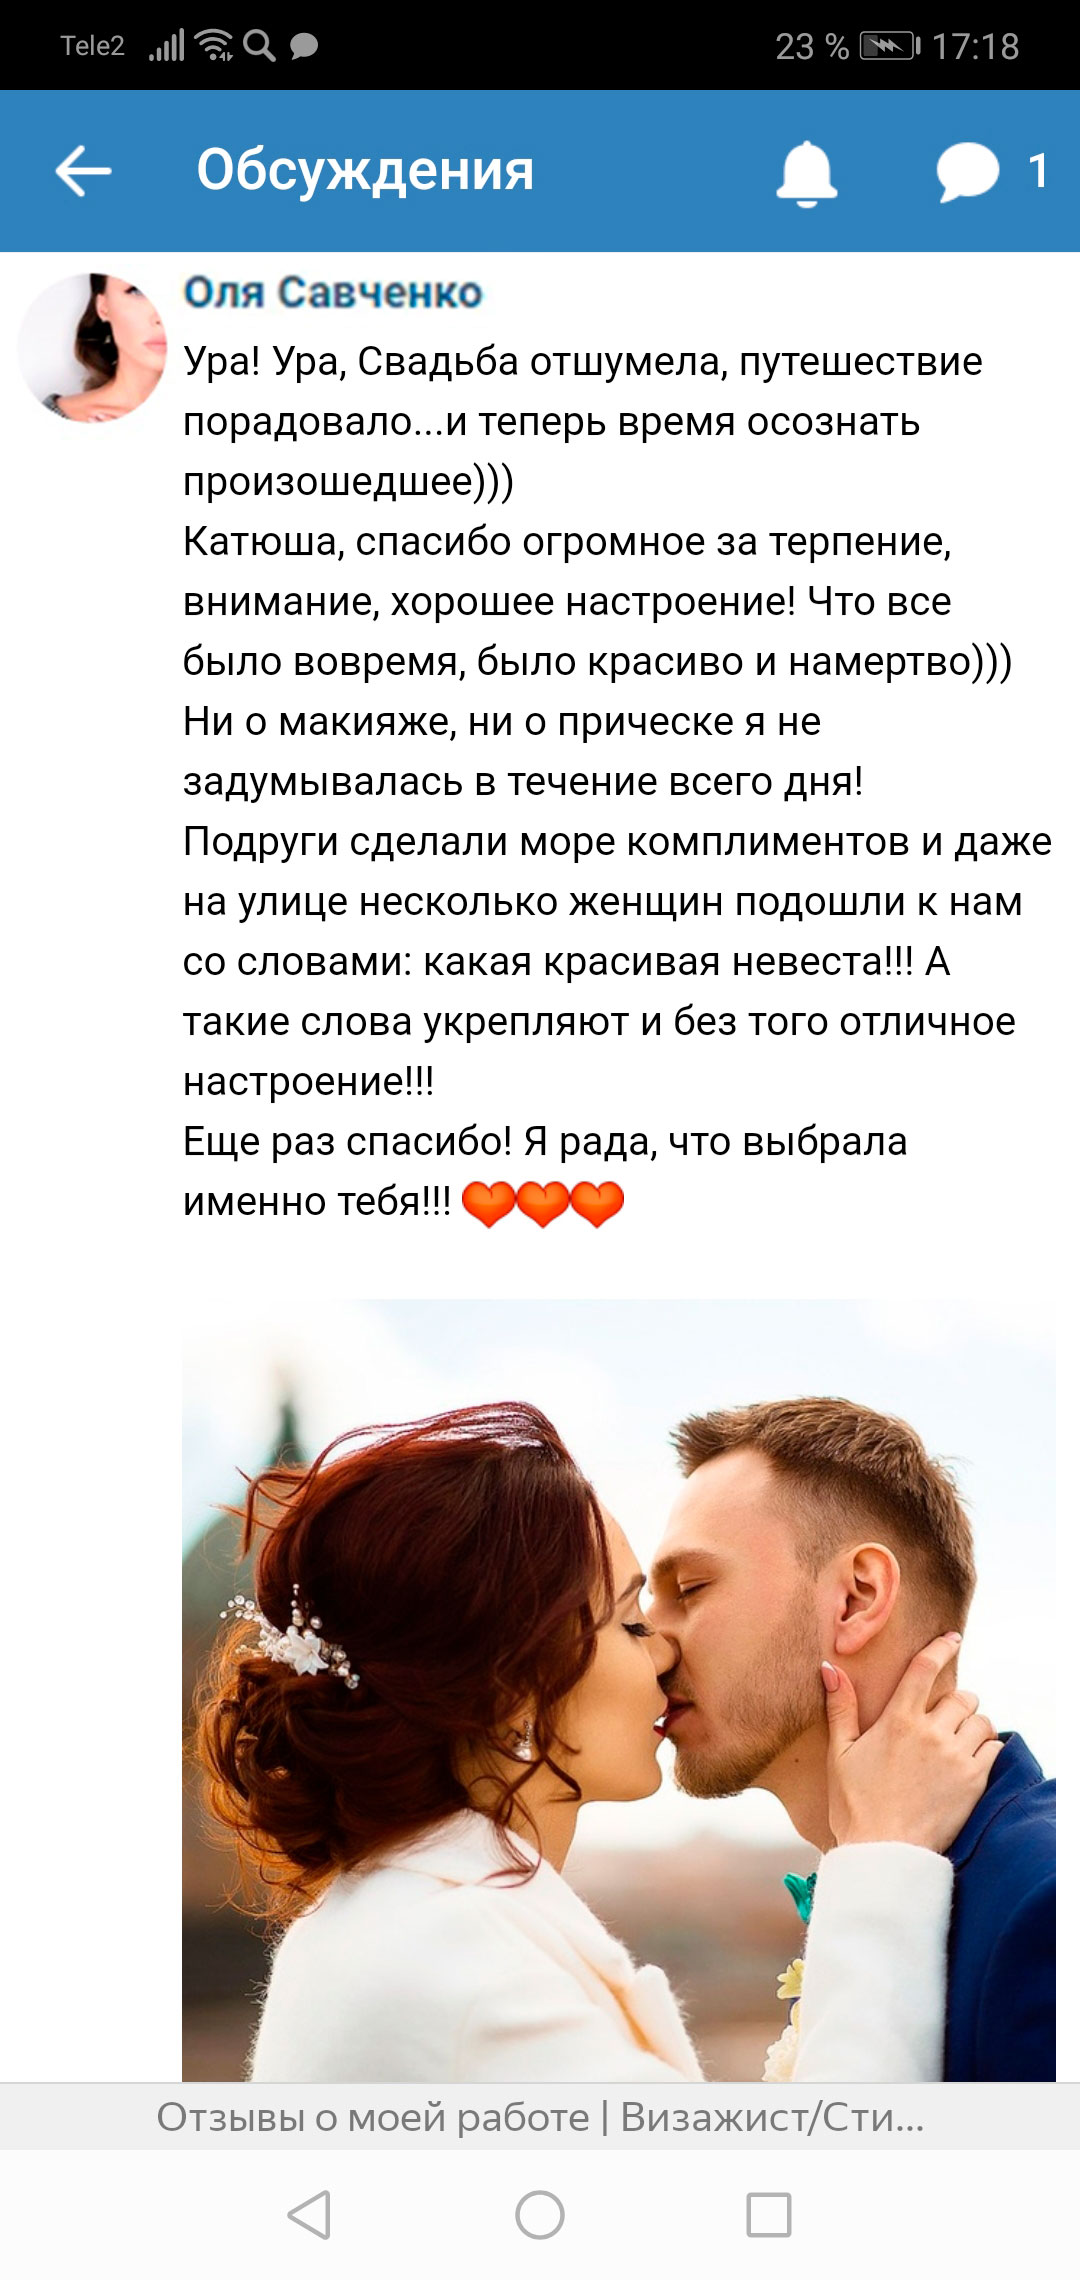 Tele2 23 % 17:18
Обсуждения 1
Оля Савченко
Ура! Ура, Свадьба отшумела, путешествие
порадовало...и теперь время осознать
произошедшее)))
Катюша, спасибо огромное за терпение,
внимание, хорошее настроение! Что все
было вовремя, было красиво и намертво)))
Ни о макияже, ни о прическе я не
задумывалась в течение всего дня!
Подруги сделали море комплиментов и даже
на улице несколько женщин подошли к нам
со словами: какая красивая невеста!!! А
такие слова укрепляют и без того отличное
настроение!!!
Еще раз спасибо! Я рада, что выбрала
именно тебя!!! ❤❤❤
Отзывы о моей работе | Визажист/Сти...